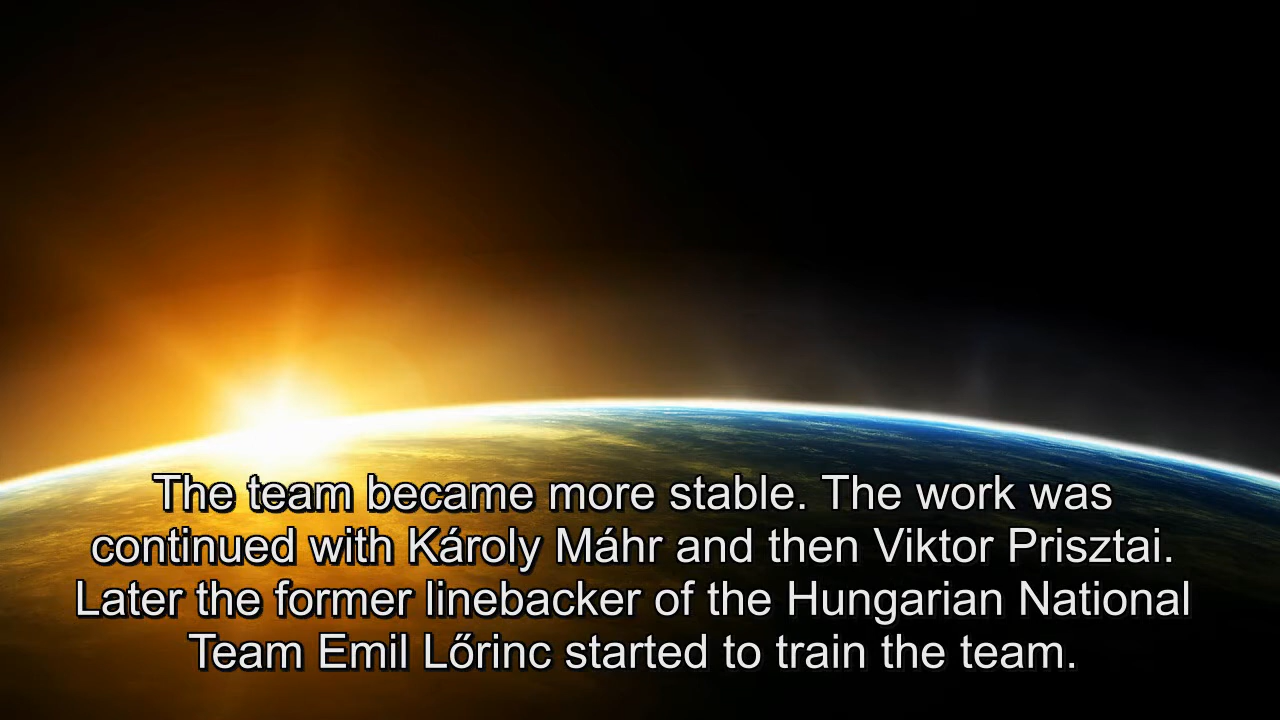 The team became more stable. The work was
continued with Károly Máhr and then Viktor Prisztai.
Later the former linebacker of the Hungarian National
Team Emil Lőrinc started to train the team.